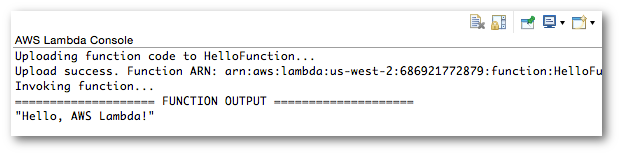 AWS Lambda Console
Uploading function code to HelloFunction...
Upload success. Function ARN: arn:aws:lambda:us-west-2:686921772879:function:HelloFu
Invoking function...
==================== FUNCTION OUTPUT ====================
"Hello, AWS Lambda!"